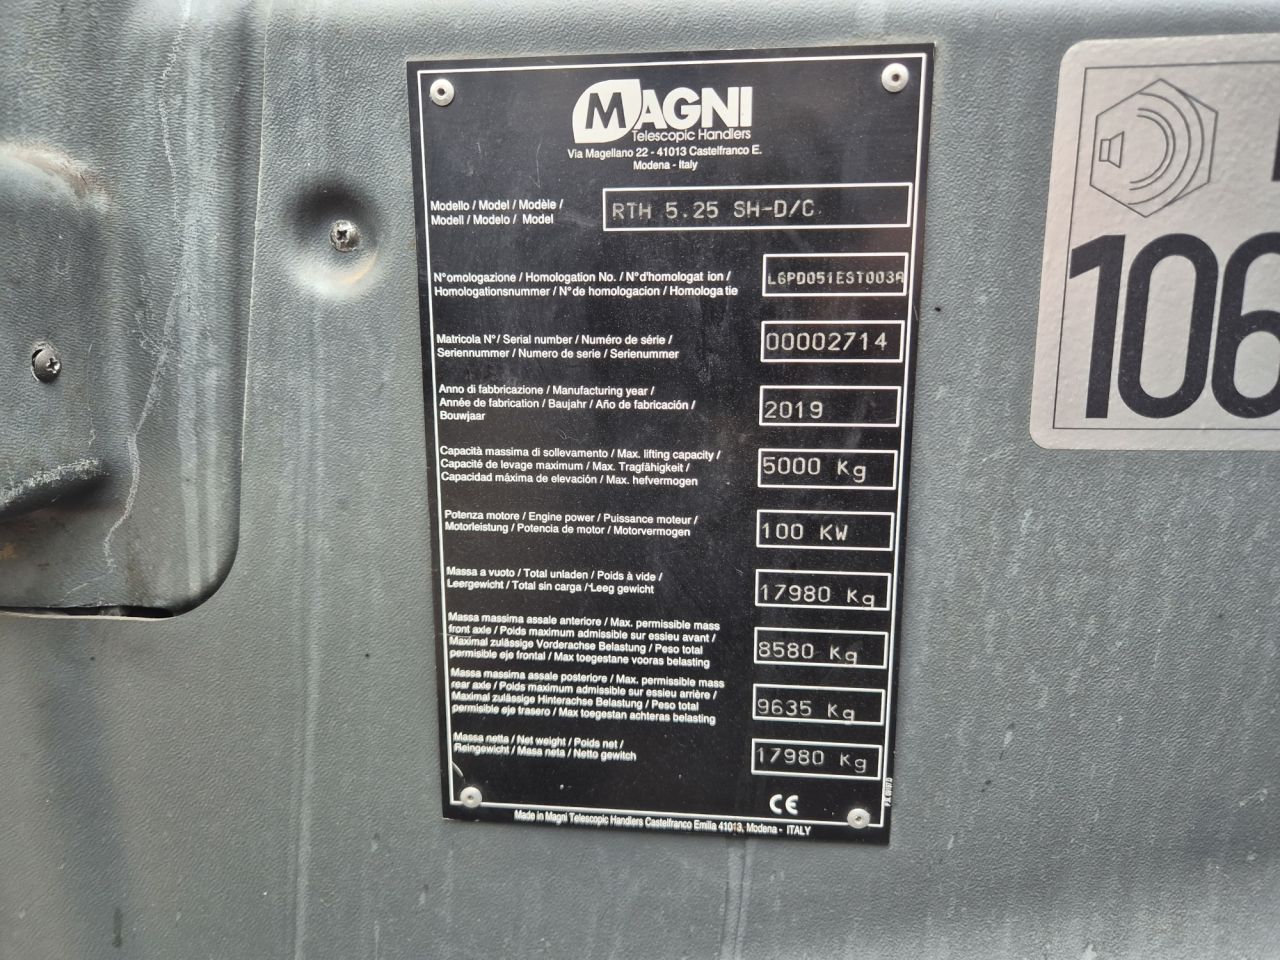 MAGNI
Telescopic Handlers
Via Magellano 22 - 41013 Castelfranco E.
Modena - Italy
Modello / Model / Modèle /
Modell / Modelo / Model
RTH 5.25 SH-D/C
N°omologazione / Homologation No. / N°d'homologat ion /
Homologationsnummer / N°de homologacion / Homologa tie
L6PD051EST003A
Matricola N°/ Serial number / Numéro de série /
Seriennummer / Numero de serie / Serienummer
00002714
Anno di fabbricazione / Manufacturing year /
Année de fabrication / Baujahr / Año de fabricación /
Bouwjaar
2019
Capacità massima di sollevamento / Max. lifting capacity /
Capacité de levage maximum / Max. Tragfähigkeit /
Capacidad máxima de elevación / Max. hefvermogen
5000 Kg
Potenza motore / Engine power / Puissance moteur /
Motorleistung / Potencia de motor / Motorvermogen
100 KW
Massa a vuoto / Total unladen / Poids à vide /
Leergewicht / Total sin carga / Leeg gewicht
17980 Kg
Massa massima assale anteriore / Max. permissible mass
front axle / Poids maximum admissible sur essieu avant /
Maximal zulässige Vorderachse Belastung / Peso total
permisible eje frontal / Max toegestane vooras belasting
8580 Kg
Massa massima assale posteriore / Max. permissible mass
rear axle / Poids maximum admissible sur essieu arrière /
Maximal zulässige Hinterachse Belastung / Peso total
permisible eje trasero / Max toegestan achteras belasting
9635 Kg
Massa netta / Net weight / Poids net /
Reingewicht / Masa neta / Netto gewitch
17980 Kg
CE
Made in Magni Telescopic Handlers Castelfranco Emilia 41013, Modena - ITALY
106